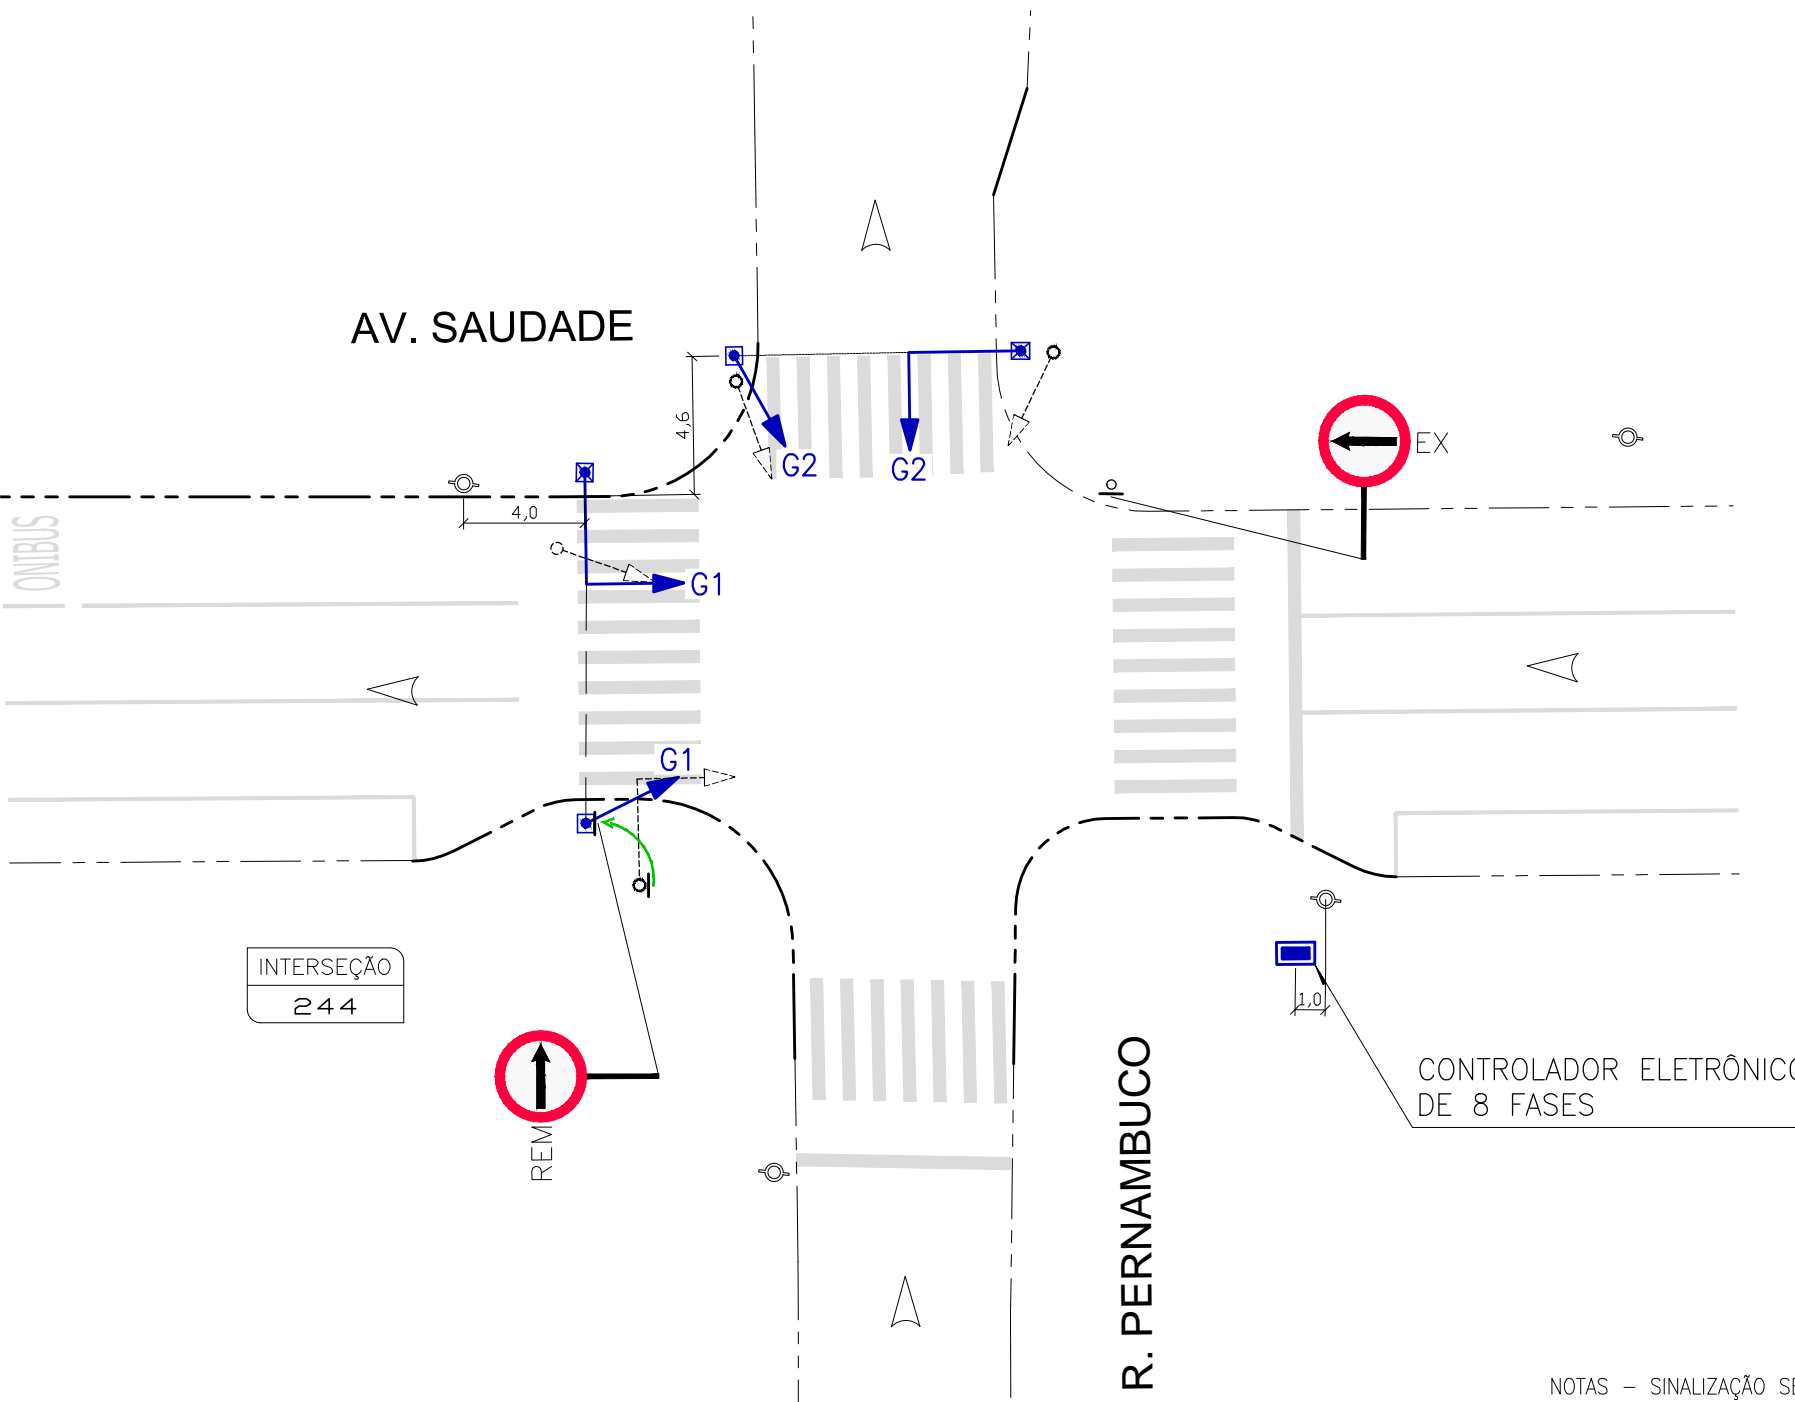 AV. SAUDADE
4,6
G2
G2
EX
4,0
ONIBUS
G1
G1
INTERSEÇÃO
244
1,0
REM
CONTROLADOR ELETRÔNICO
DE 8 FASES
R. PERNAMBUCO
NOTAS – SINALIZAÇÃO